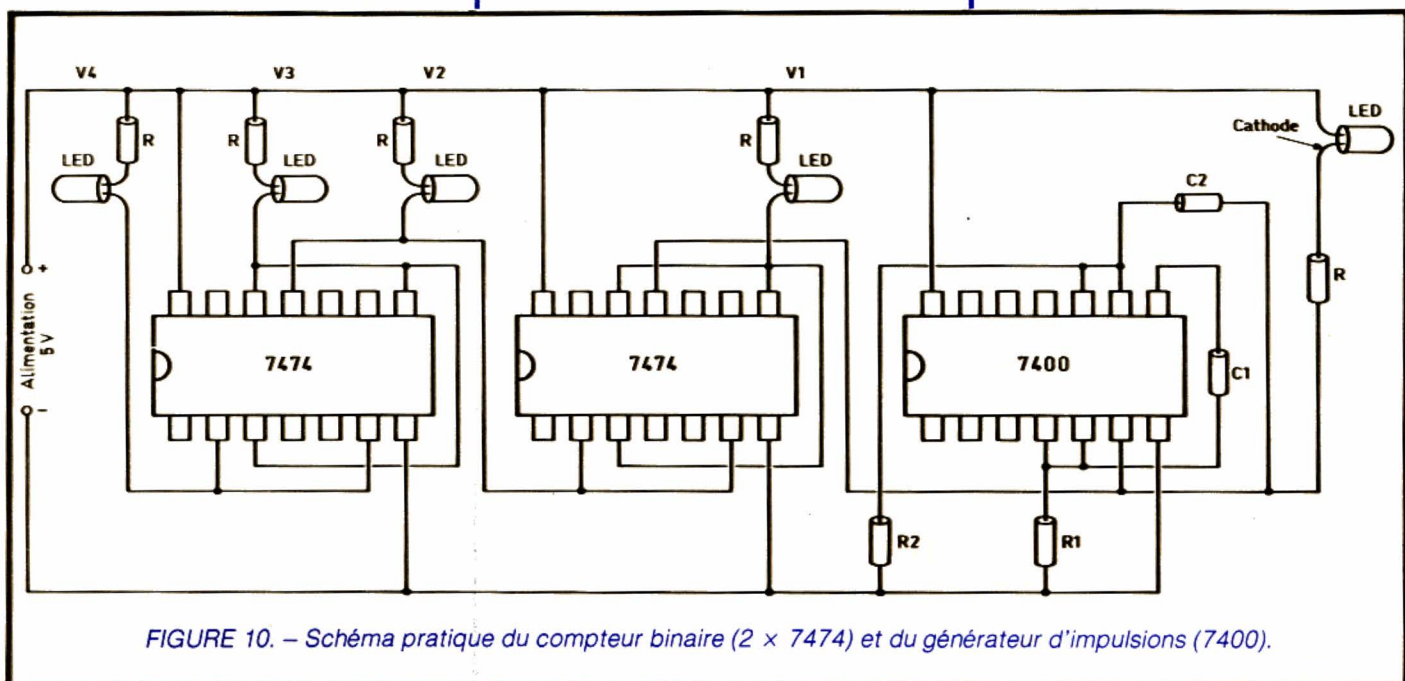 V4
V3
V2
V1
LED
Cathode
R
R
R
R
LED
LED
LED
LED
C2
R
+
Alimentation
5 V
-
7474
7474
7400
C1
R2
R1
FIGURE 10. – Schéma pratique du compteur binaire (2 × 7474) et du générateur d'impulsions (7400).